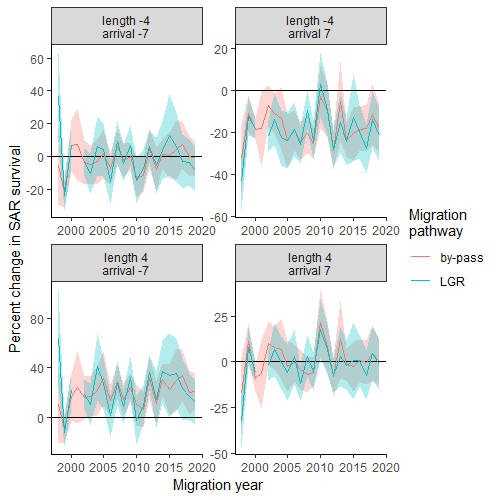 length -4
arrival -7
length -4
arrival 7
60
40
20
0
-20
20
0
-20
-40
-60
2000
2005
2010
2015
2020
2000
2005
2010
2015
2020
Percent change in SAR survival
length 4
arrival -7
length 4
arrival 7
80
40
0
25
0
-25
-50
2000
2005
2010
2015
2020
2000
2005
2010
2015
2020
Migration year
Migration
pathway
by-pass
LGR